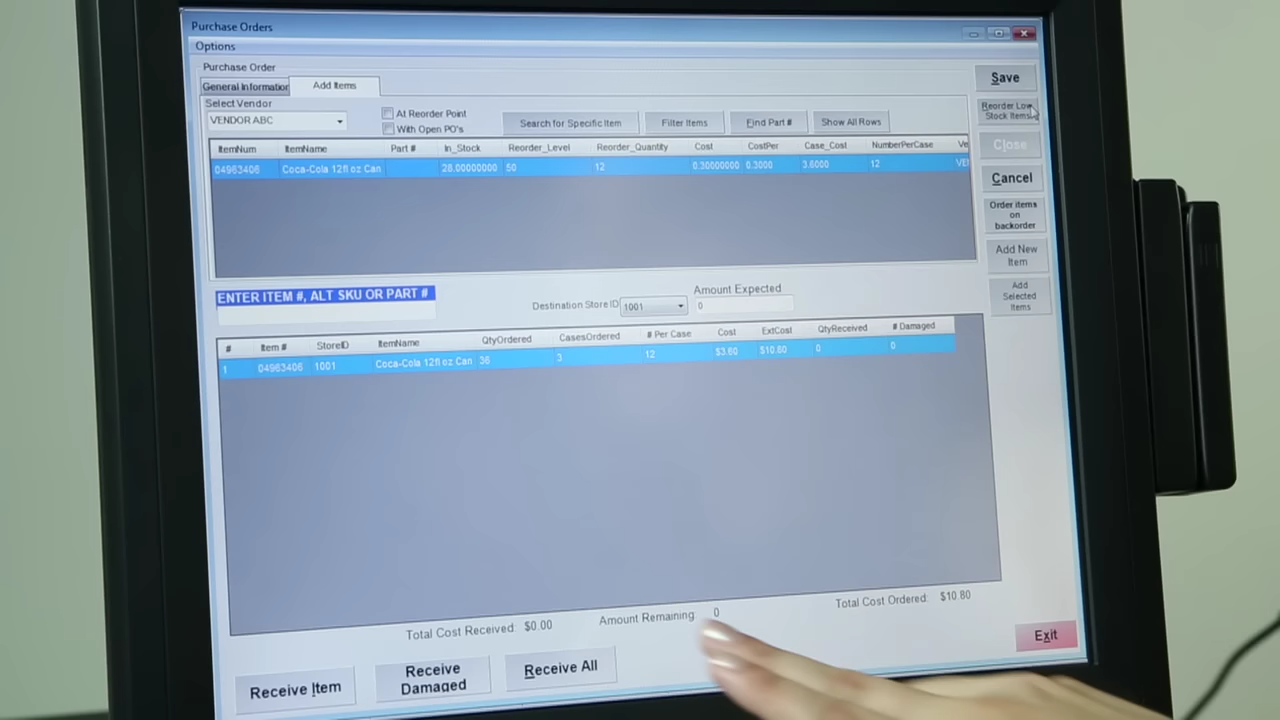 Purchase Orders
Options
Purchase Order
General Information Add Items
Select Vendor
VENDOR ABC
At Reorder Point
With Open PO's
Search for Specific Item Filter Items Find Part # Show All Rows
ItemNum ItemName Part # In_Stock Reorder_Level Reorder_Quantity Cost CostPer Case_Cost NumberPerCase Ve
04963406 Coca-Cola 12fl oz Can 28.00000000 50 12 0.30000000 0.3000 3.6000 12 VE
Save
Reorder Low
Stock Items
Close
Cancel
Order items
on
backorder
Add New
Item
Add
Selected
Items
ENTER ITEM #, ALT SKU OR PART #
Destination Store ID 1001
Amount Expected
0
# Item # StoreID ItemName QtyOrdered CasesOrdered # Per Case Cost ExtCost QtyReceived # Damaged
1 04963406 1001 Coca-Cola 12fl oz Can 36 3 12 $3.60 $10.80 0 0
Total Cost Received: $0.00 Amount Remaining: 0 Total Cost Ordered: $10.80
Receive Item
Receive
Damaged
Receive All
Exit